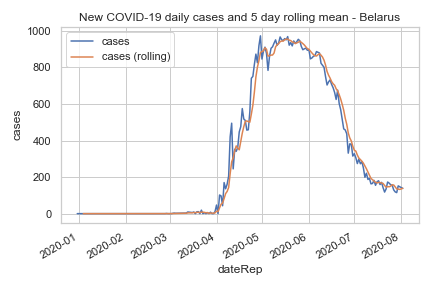 New COVID-19 daily cases and 5 day rolling mean - Belarus
cases
cases (rolling)
1000
800
600
400
200
0
cases
2020-01
2020-02
2020-03
2020-04
2020-05
2020-06
2020-07
2020-08
dateRep